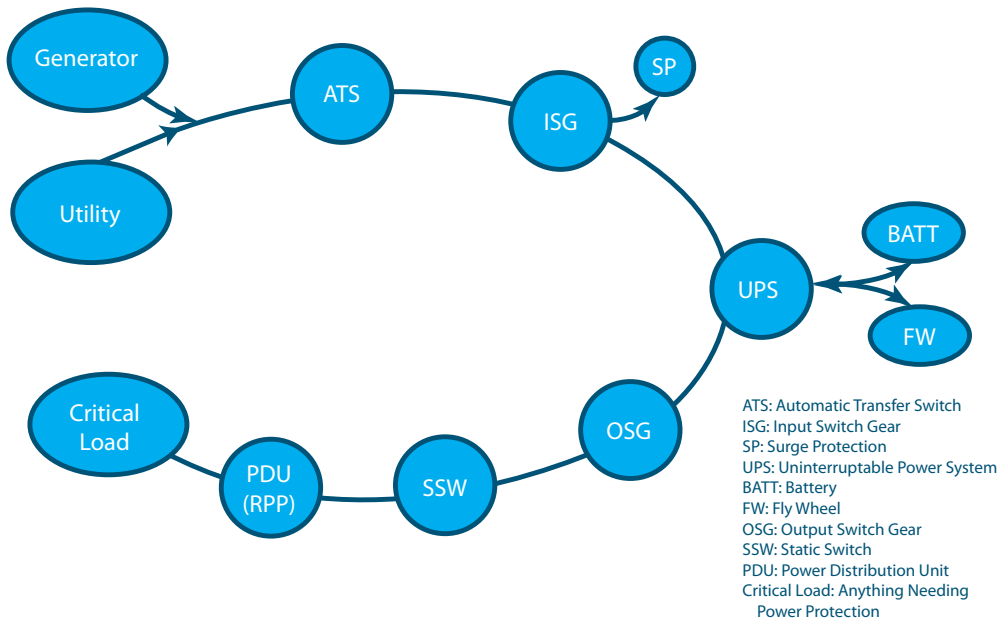 Generator
Utility
ATS
ISG
SP
UPS
BATT
FW
OSG
SSW
PDU
(RPP)
Critical
Load
ATS: Automatic Transfer Switch
ISG: Input Switch Gear
SP: Surge Protection
UPS: Uninterruptable Power System
BATT: Battery
FW: Fly Wheel
OSG: Output Switch Gear
SSW: Static Switch
PDU: Power Distribution Unit
Critical Load: Anything Needing
Power Protection